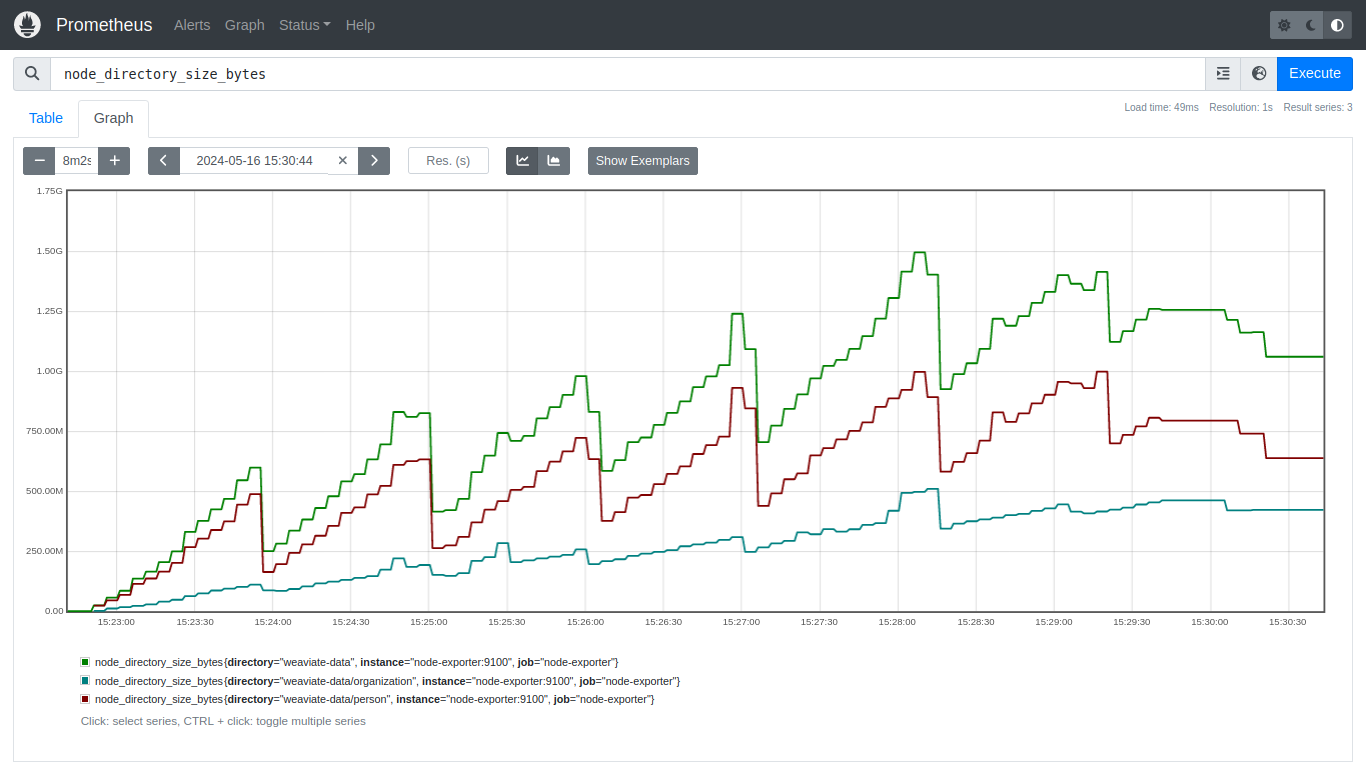 Prometheus Alerts Graph Status Help
node_directory_size_bytes Execute
Load time: 49ms Resolution: 1s Result series: 3
Table Graph
8m2s 2024-05-16 15:30:44 Res. (s) Show Exemplars
1.75G
1.50G
1.25G
1.00G
750.00M
500.00M
250.00M
0.00
15:23:00 15:23:30 15:24:00 15:24:30 15:25:00 15:25:30 15:26:00 15:26:30 15:27:00 15:27:30 15:28:00 15:28:30 15:29:00 15:29:30 15:30:00 15:30:30
node_directory_size_bytes{directory="weaviate-data", instance="node-exporter:9100", job="node-exporter"}
node_directory_size_bytes{directory="weaviate-data/organization", instance="node-exporter:9100", job="node-exporter"}
node_directory_size_bytes{directory="weaviate-data/person", instance="node-exporter:9100", job="node-exporter"}
Click: select series, CTRL + click: toggle multiple series